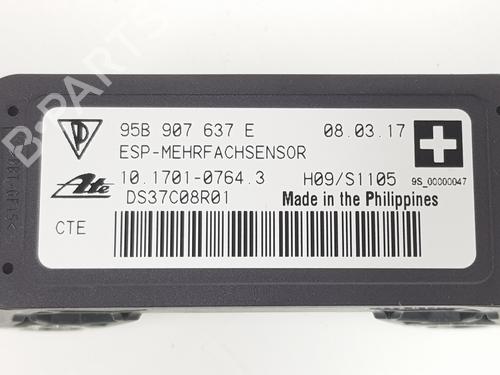 95B 907 637 E 08.03.17
ESP-MEHRFACHSENSOR
Ate 10.1701-0764.3 H09/S1105 9S_00000047
DS37C08R01 Made in the Philippines
CTE
B-PARTS